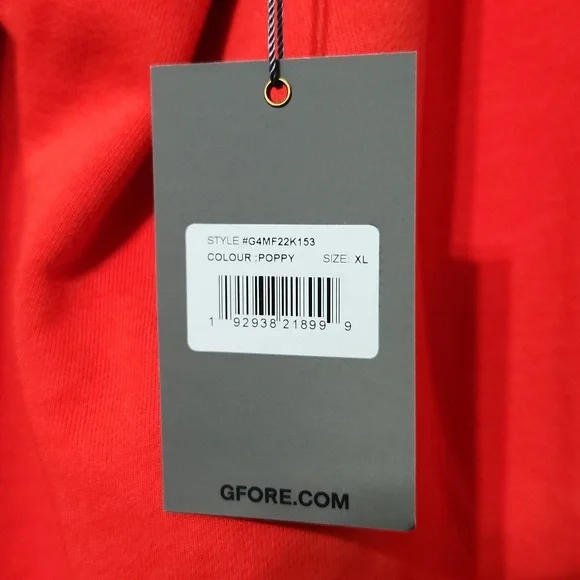 STYLE #G4MF22K153
COLOUR :POPPY SIZE: XL
1 92938 21899 9
GFORE.COM